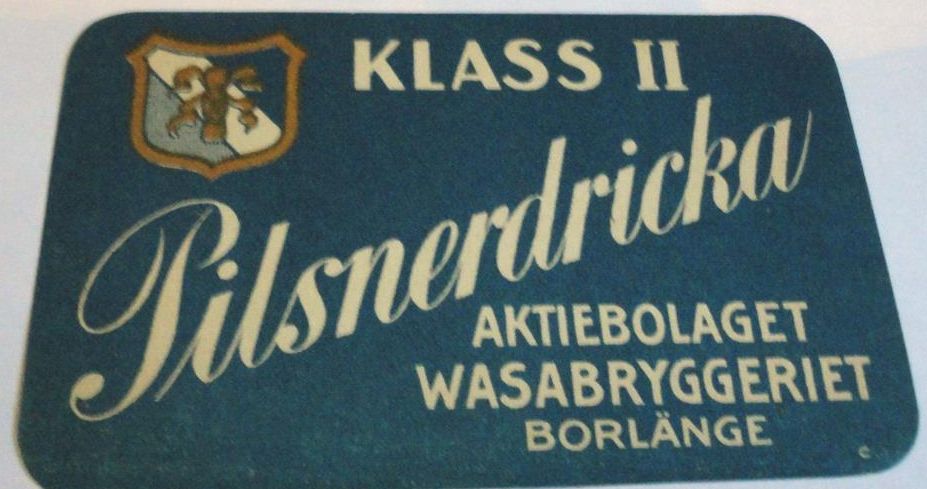 KLASS II
Pilsnerdricka
AKTIEBOLAGET
WASABRYGGERIET
BORLÄNGE
c